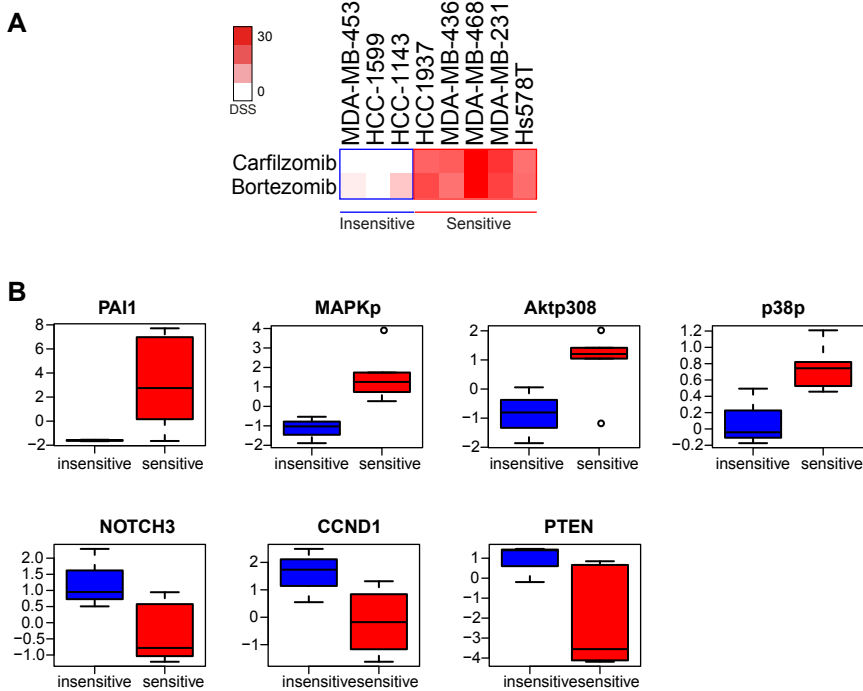 A
30
0
DSS
MDA-MB-453
HCC-1599
HCC-1143
HCC1937
MDA-MB-436
MDA-MB-468
MDA-MB-231
Hs578T
Carfilzomib
Bortezomib
Insensitive Sensitive
B
PAI1
8
6
4
2
0
−2
insensitive sensitive
MAPKp
4
3
2
1
0
−1
−2
insensitive sensitive
Aktp308
2
1
0
−1
−2
insensitive sensitive
p38p
1.2
1.0
0.8
0.6
0.4
0.2
0
−0.2
insensitive sensitive
NOTCH3
2.0
1.5
1.0
0.5
0.0
−0.5
−1.0
insensitive sensitive
CCND1
2
1
0
−1
insensitivesensitive
PTEN
1
0
−1
−2
−3
−4
insensitivesensitive